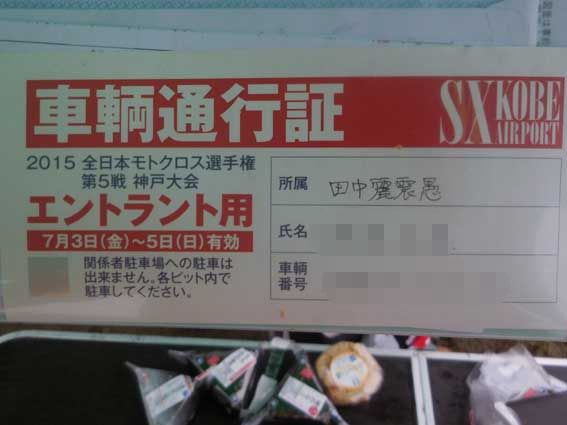 車輌通行証
SX KOBE
AIRPORT
2015 全日本モトクロス選手権
第5戦 神戸大会
エントラント用
7月3日(金)〜5日(日)有効
関係者駐車場への駐車は
出来ません。各ピット内で
駐車してください。
所属 田中
氏名
車輌
番号